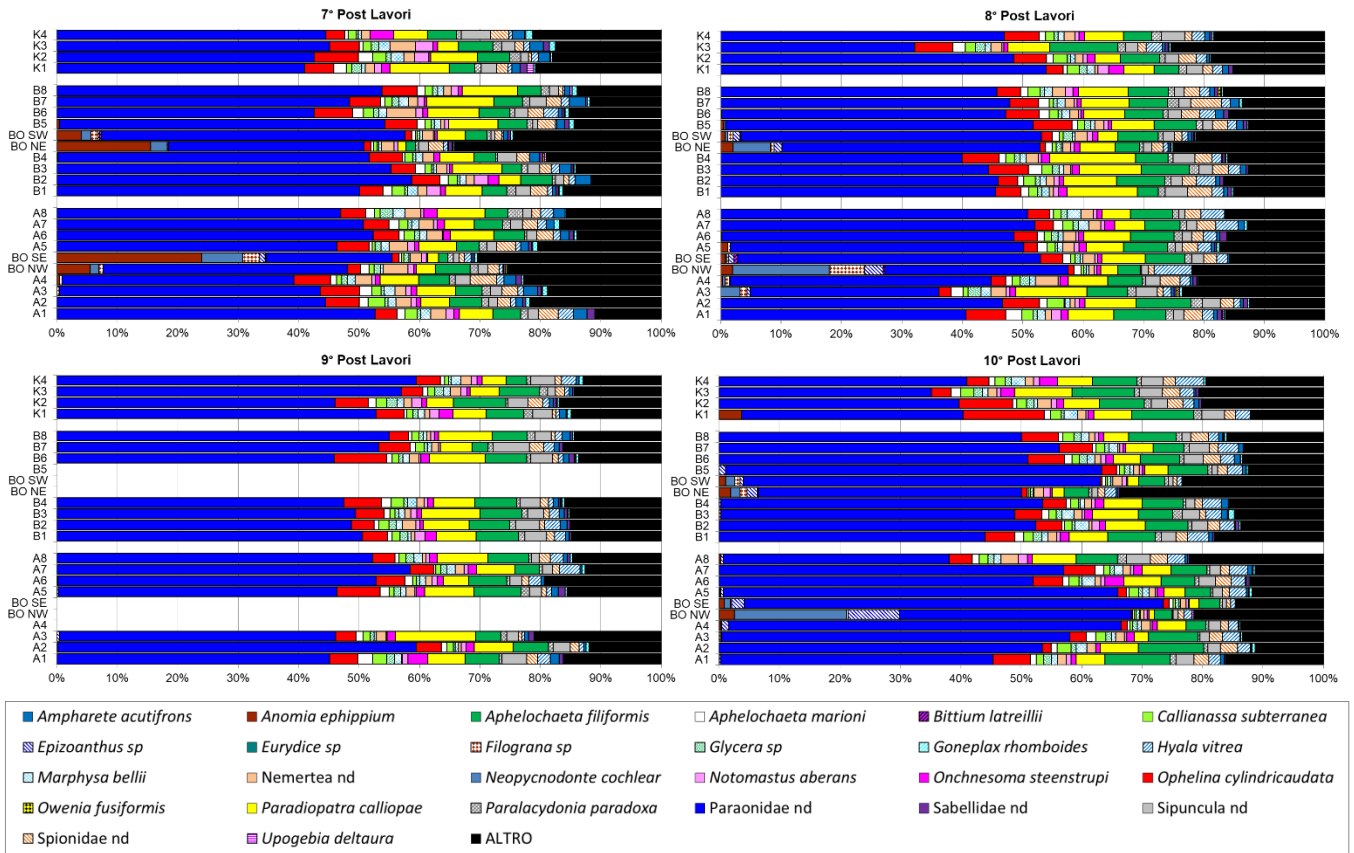 7° Post Lavori
K4
K3
K2
K1
B8
B7
B6
B5
BO SW
BO NE
B4
B3
B2
B1
A8
A7
A6
A5
BO SE
BO NW
A4
A3
A2
A1
0% 10% 20% 30% 40% 50% 60% 70% 80% 90% 100%
8° Post Lavori
K4
K3
K2
K1
B8
B7
B6
B5
BO SW
BO NE
B4
B3
B2
B1
A8
A7
A6
A5
BO SE
BO NW
A4
A3
A2
A1
0% 10% 20% 30% 40% 50% 60% 70% 80% 90% 100%
9° Post Lavori
K4
K3
K2
K1
B8
B7
B6
B5
BO SW
BO NE
B4
B3
B2
B1
A8
A7
A6
A5
BO SE
BO NW
A4
A3
A2
A1
0% 10% 20% 30% 40% 50% 60% 70% 80% 90% 100%
10° Post Lavori
K4
K3
K2
K1
B8
B7
B6
B5
BO SW
BO NE
B4
B3
B2
B1
A8
A7
A6
A5
BO SE
BO NW
A4
A3
A2
A1
0% 10% 20% 30% 40% 50% 60% 70% 80% 90% 100%
Ampharete acutifrons Anomia ephippium Aphelochaeta filiformis Aphelochaeta marioni Bittium latreillii Callianassa subterranea
Epizoanthus sp Eurydice sp Filograna sp Glycera sp Goneplax rhomboides Hyala vitrea
Marphysa bellii Nemertea nd Neopycnodonte cochlear Notomastus aberans Onchnesoma steenstrupi Ophelina cylindricaudata
Owenia fusiformis Paradiopatra calliopae Paralacydonia paradoxa Paraonidae nd Sabellidae nd Sipuncula nd
Spionidae nd Upogebia deltaura ALTRO